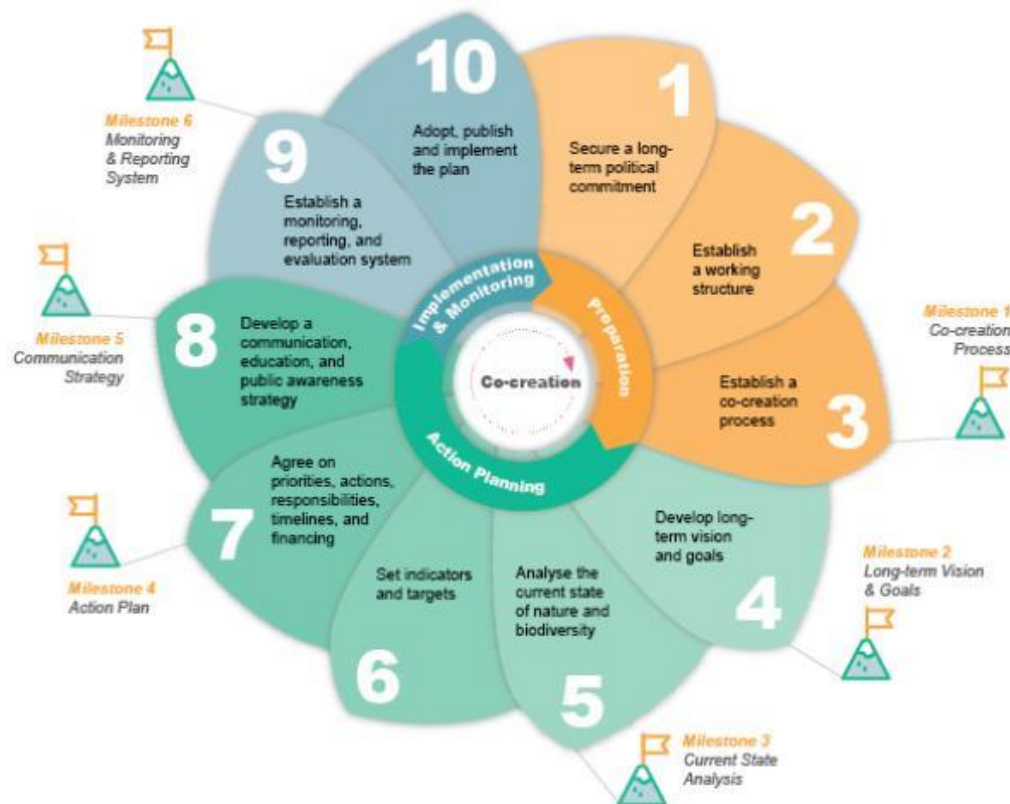 1
Secure a long-
term political
commitment
2
Establish
a working
structure
3
Establish a
co-creation
process
Milestone 1
Co-creation
Process
4
Develop long-
term vision
and goals
Milestone 2
Long-term Vision
& Goals
5
Analyse the
current state
of nature and
biodiversity
Milestone 3
Current State
Analysis
6
Set indicators
and targets
7
Agree on
priorities, actions,
responsibilities,
timelines, and
financing
Milestone 4
Action Plan
8
Develop a
communication,
education, and
public awareness
strategy
Milestone 5
Communication
Strategy
9
Establish a
monitoring,
reporting, and
evaluation system
Milestone 6
Monitoring
& Reporting
System
10
Adopt, publish
and implement
the plan
Preparation
Action Planning
Implementation
& Monitoring
Co-creation